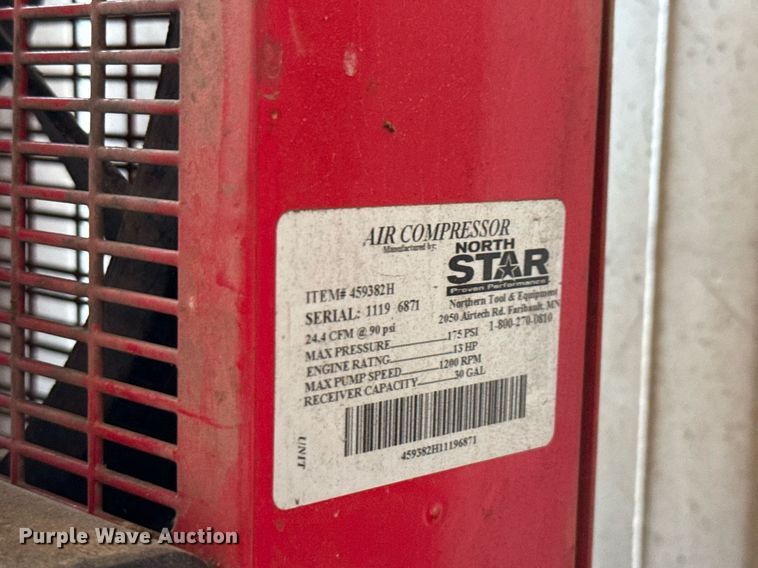 AIR COMPRESSOR
Manufactured by:
NORTH
STAR
Proven Performance
ITEM# 459382H
Northern Tool & Equipment
SERIAL: 1119 6871
2050 Airtech Rd. Faribault, MN
24.4 CFM @ 90 psi
1-800-270-0810
MAX PRESSURE 175 PSI
ENGINE RATNG 13 HP
MAX PUMP SPEED 1200 RPM
RECEIVER CAPACITY 30 GAL
UNIT
459382H11196871
Purple Wave Auction